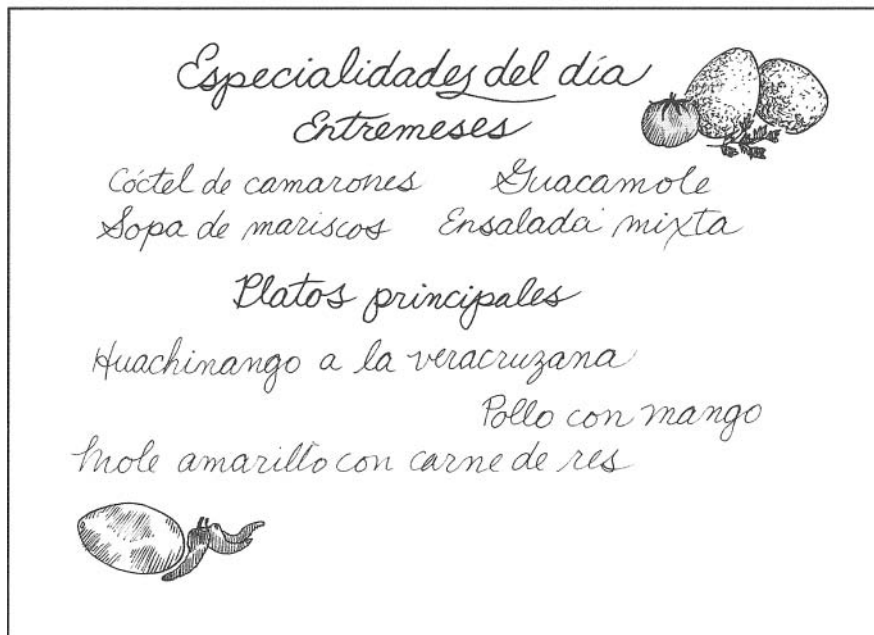 Especialidades del día
Entremeses
Cóctel de camarones Guacamole
Sopa de mariscos Ensalada mixta
Platos principales
Huachinango a la veracruzana
Pollo con mango
Mole amarillo con carne de res